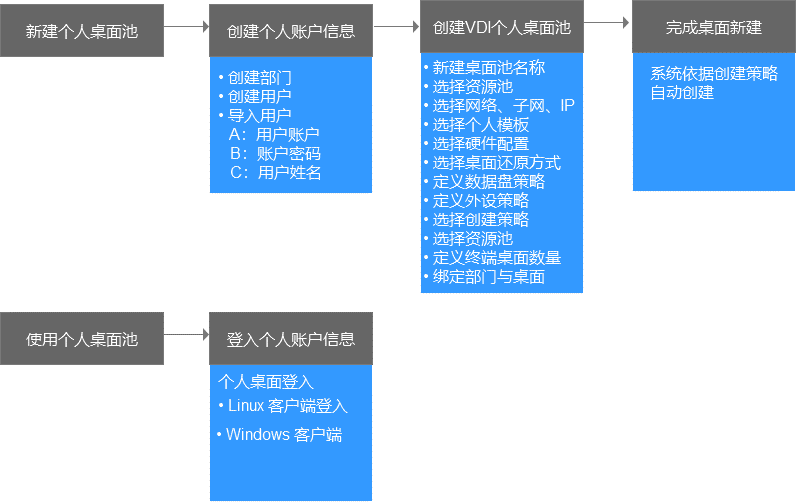 新建个人桌面池
创建个人账户信息
• 创建部门
• 创建用户
• 导入用户
A：用户账户
B：账户密码
C：用户姓名
创建VDI个人桌面池
• 新建桌面池名称
• 选择资源池
• 选择网络、子网、IP
• 选择个人模板
• 选择硬件配置
• 选择桌面还原方式
• 定义数据盘策略
• 定义外设策略
• 选择创建策略
• 选择资源池
• 定义终端桌面数量
• 绑定部门与桌面
完成桌面新建
系统依据创建策略
自动创建
使用个人桌面池
登入个人账户信息
个人桌面登入
• Linux 客户端登入
• Windows 客户端